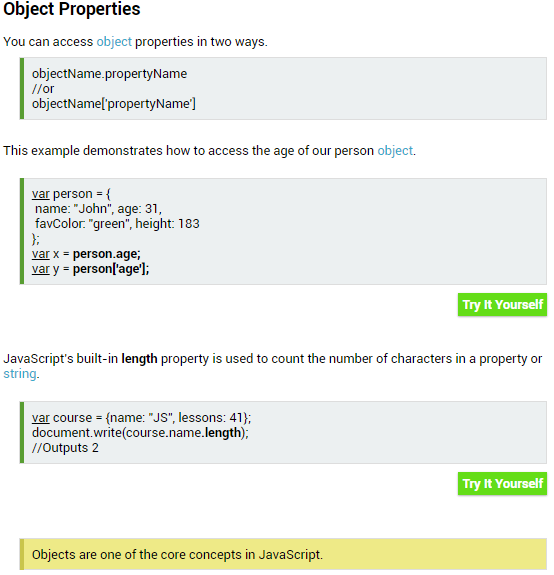 Object Properties
You can access object properties in two ways.
objectName.propertyName
//or
objectName['propertyName']
This example demonstrates how to access the age of our person object.
var person = {
name: "John", age: 31,
favColor: "green", height: 183
};
var x = person.age;
var y = person['age'];
Try It Yourself
JavaScript's built-in length property is used to count the number of characters in a property or
string.
var course = {name: "JS", lessons: 41};
document.write(course.name.length);
//Outputs 2
Try It Yourself
Objects are one of the core concepts in JavaScript.